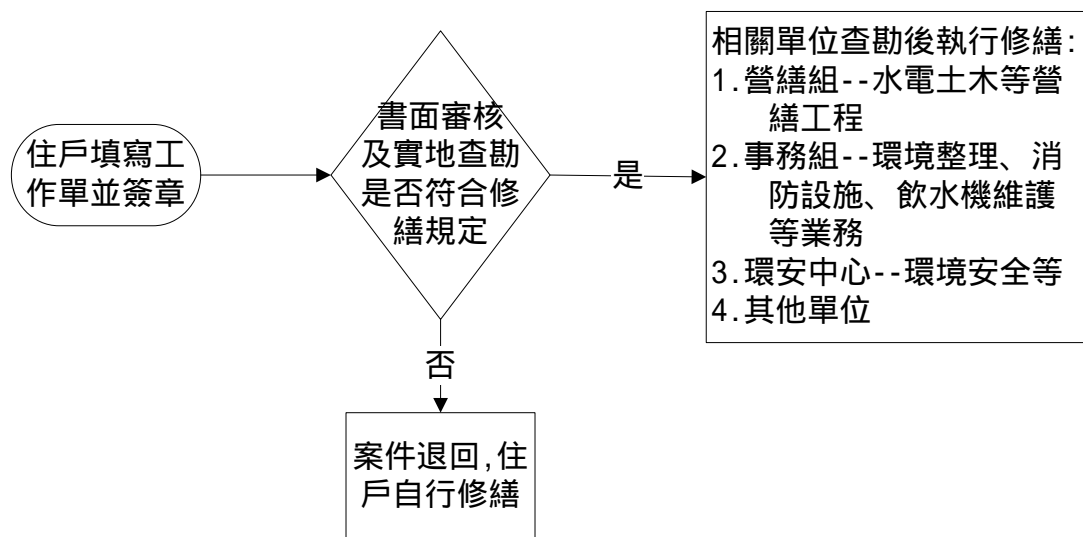 住戶填寫工
作單並簽章
書面審核
及實地查勘
是否符合修
繕規定
是
否
相關單位查勘後執行修繕:
1.營繕組--水電土木等營
繕工程
2.事務組--環境整理、消
防設施、飲水機維護
等業務
3.環安中心--環境安全等
4.其他單位
案件退回,住
戶自行修繕